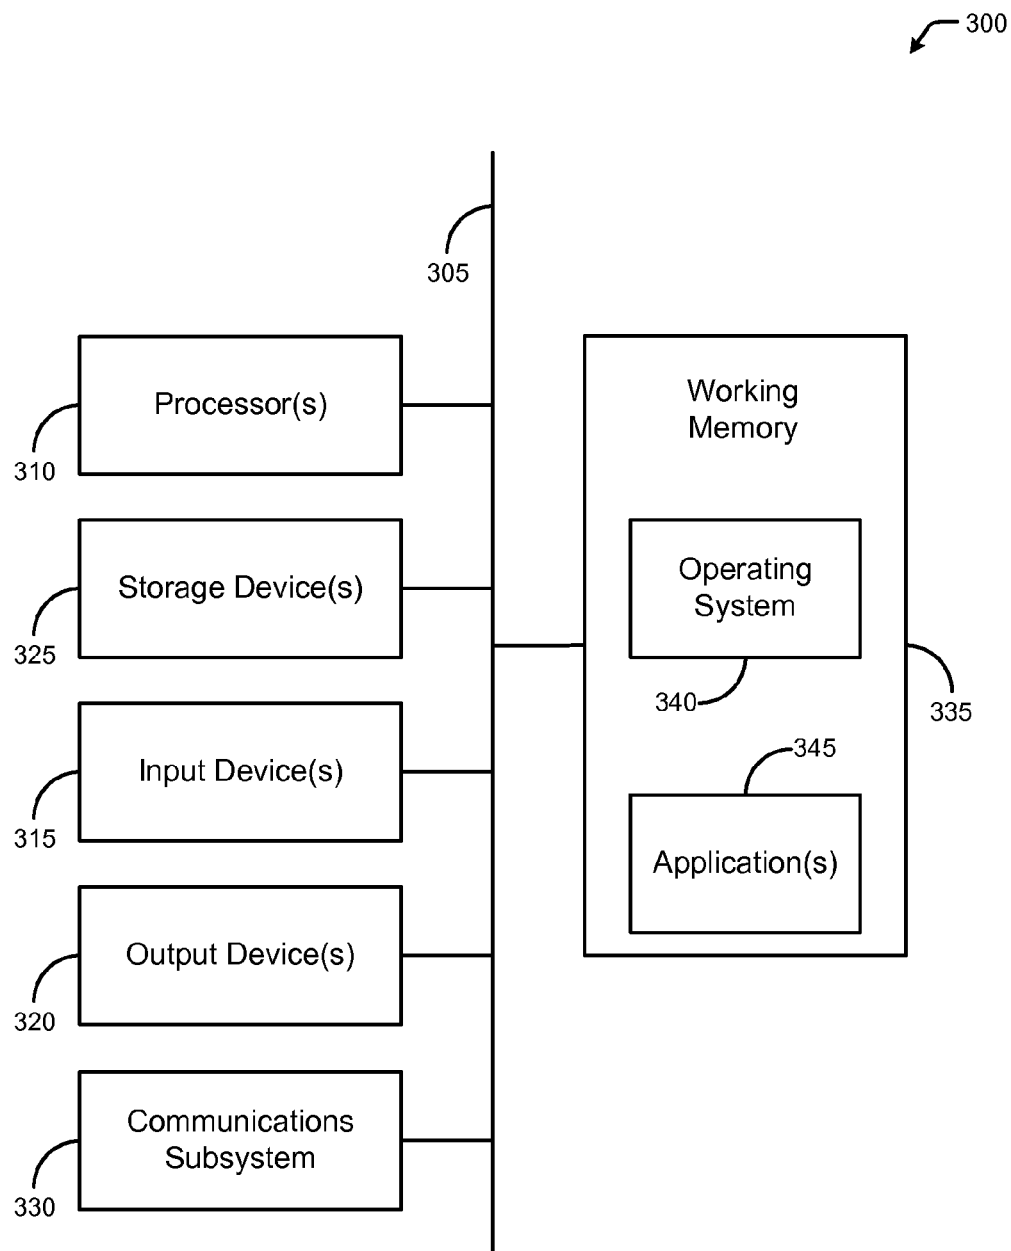 300
305
Processor(s)
310
Storage Device(s)
325
Input Device(s)
315
Output Device(s)
320
Communications
Subsystem
330
Working
Memory
Operating
System
340
335
345
Application(s)